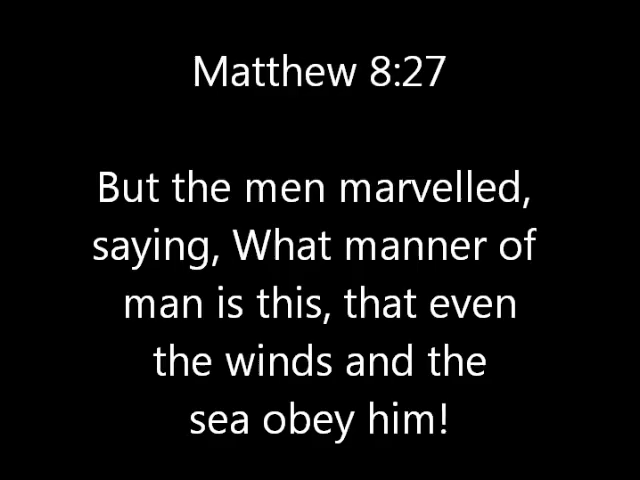 Matthew 8:27
But the men marvelled,
saying, What manner of
man is this, that even
the winds and the
sea obey him!